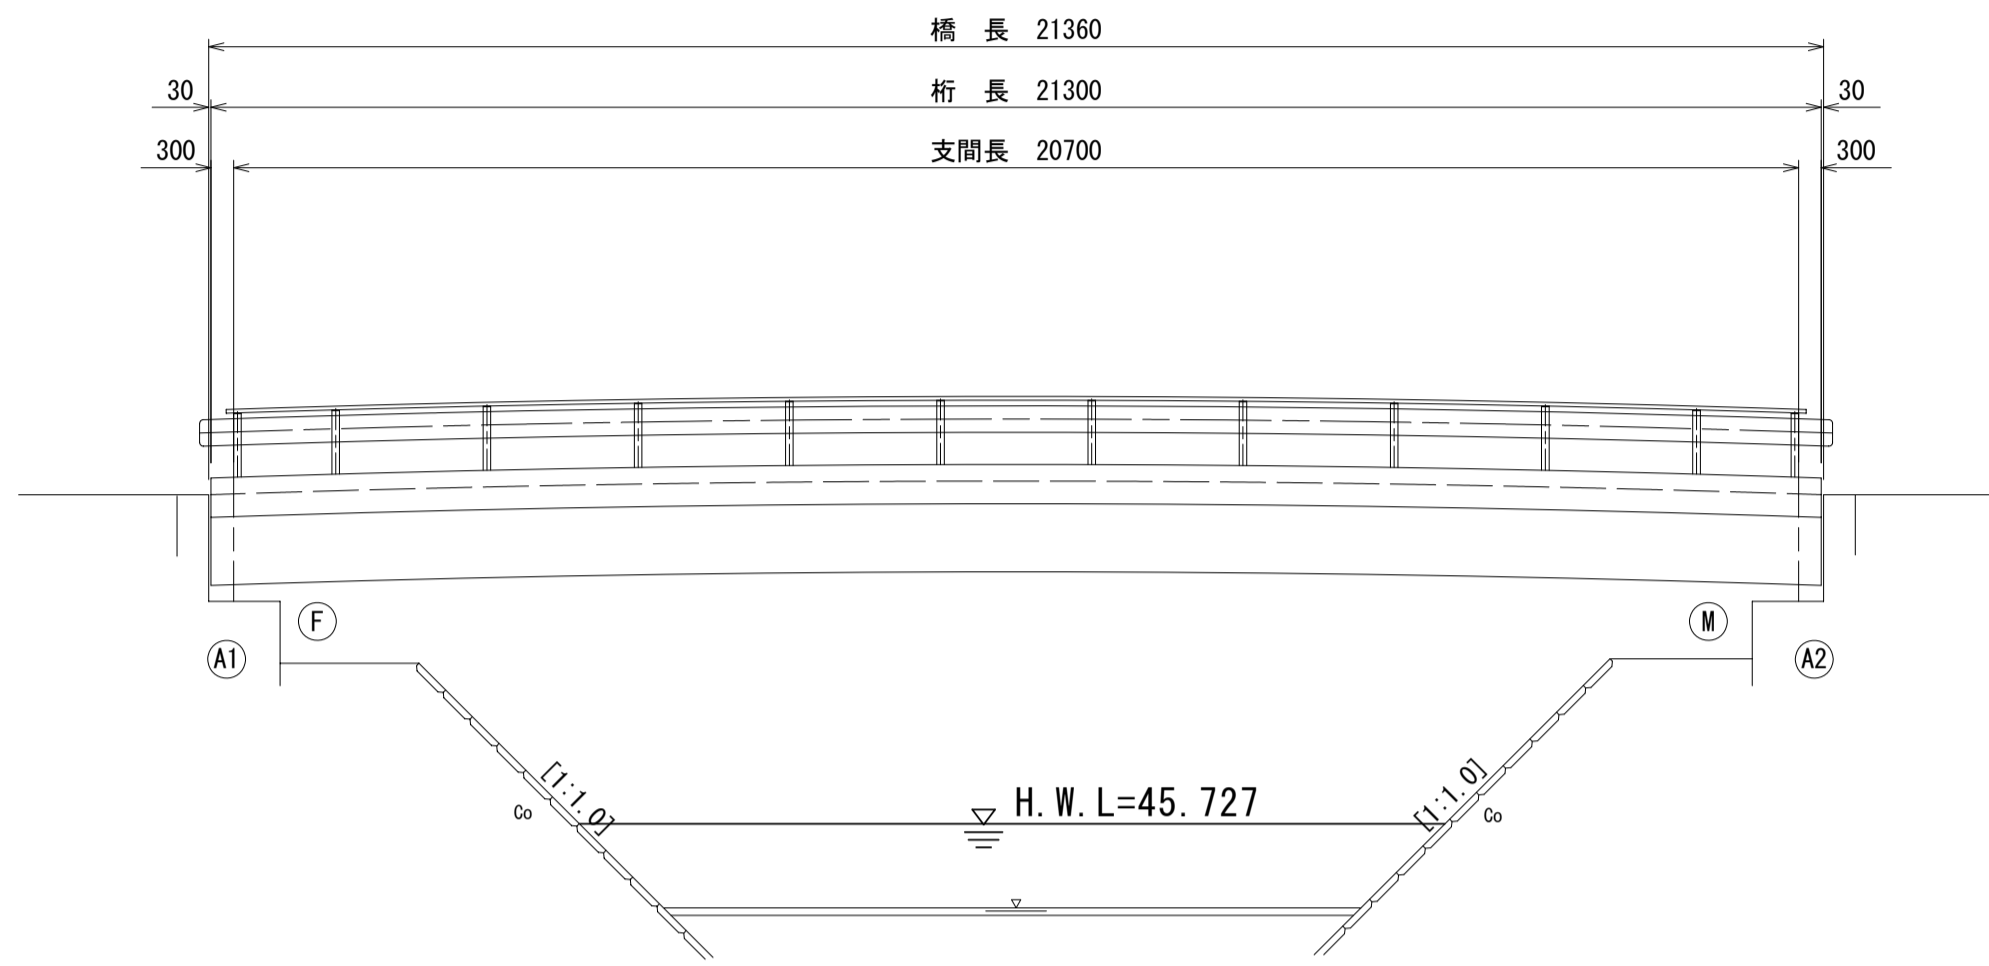 橋　長　21360
30　桁　長　21300　30
300　支間長　20700　300
F　M
A1　A2
[1:1.0]　[1:1.0]
H.W.L=45.727
Co　Co